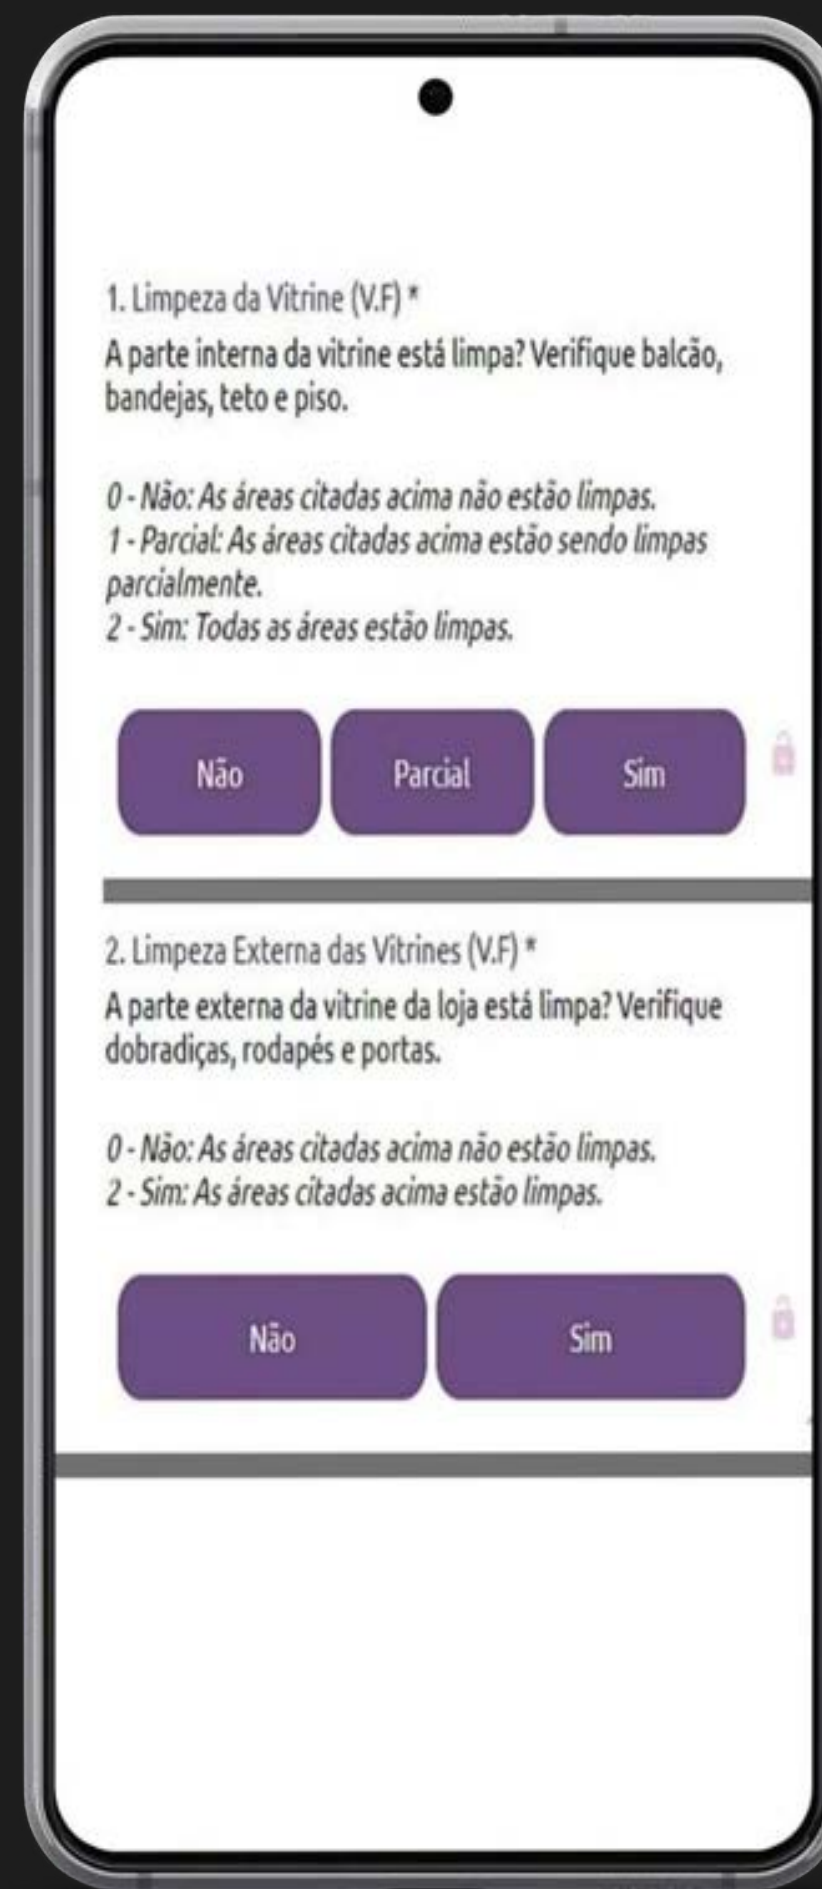 1. Limpeza da Vitrine (V.F) *
A parte interna da vitrine está limpa? Verifique balcão,
bandejas, teto e piso.
0 - Não: As áreas citadas acima não estão limpas.
1 - Parcial: As áreas citadas acima estão sendo limpas
parcialmente.
2 - Sim: Todas as áreas estão limpas.
Não Parcial Sim
2. Limpeza Externa das Vitrines (V.F) *
A parte externa da vitrine da loja está limpa? Verifique
dobradiças, rodapés e portas.
0 - Não: As áreas citadas acima não estão limpas.
2 - Sim: As áreas citadas acima estão limpas.
Não Sim